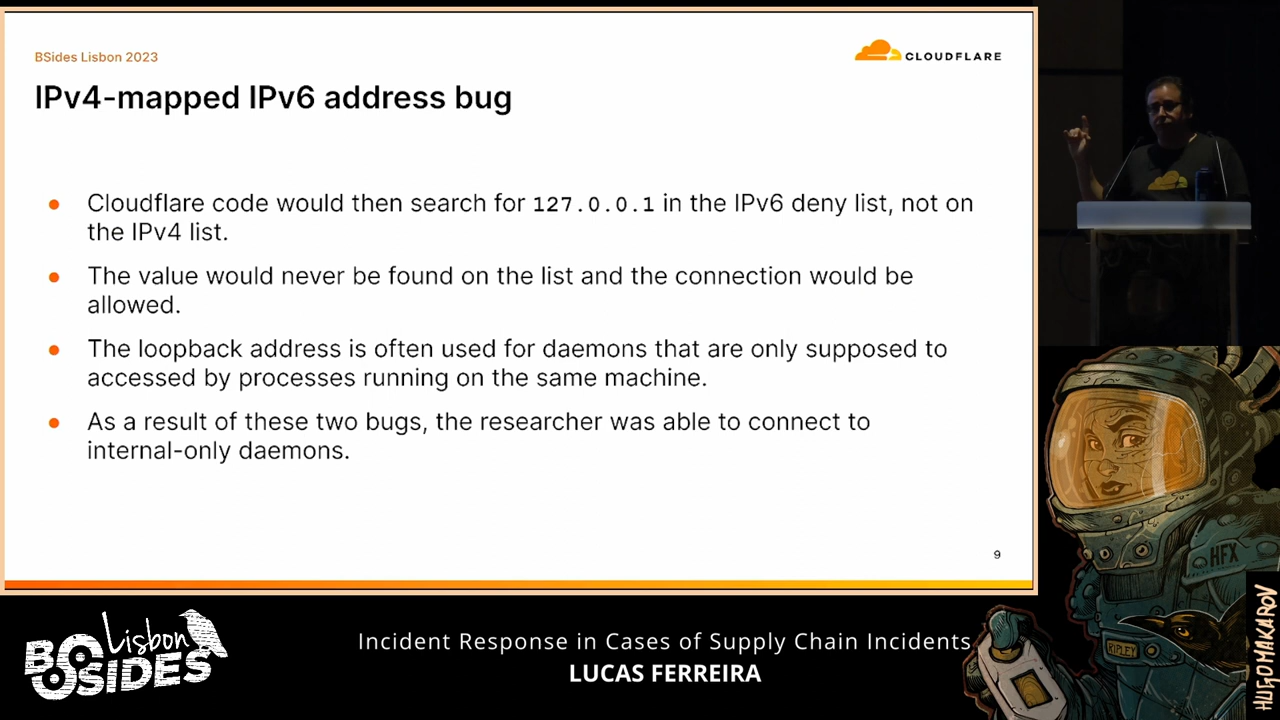 BSides Lisbon 2023
CLOUDFLARE
IPv4-mapped IPv6 address bug
Cloudflare code would then search for 127.0.0.1 in the IPv6 deny list, not on
the IPv4 list.
The value would never be found on the list and the connection would be
allowed.
The loopback address is often used for daemons that are only supposed to
accessed by processes running on the same machine.
As a result of these two bugs, the researcher was able to connect to
internal-only daemons.
9
HFX
RIPLEY
HUGOMAKAROV
Lisbon
BSIDES
Incident Response in Cases of Supply Chain Incidents
LUCAS FERREIRA